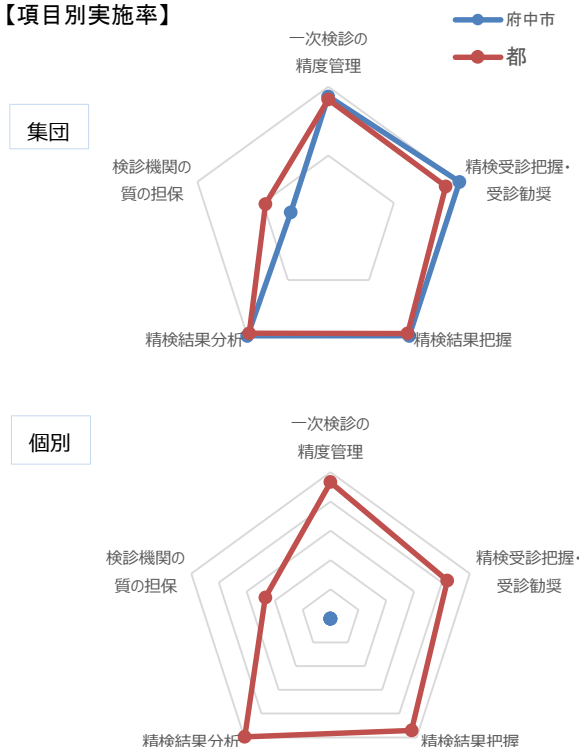 【項目別実施率】
府中市
都
集団
一次検診の
精度管理
精検受診把握・
受診勧奨
精検結果把握
精検結果分析
検診機関の
質の担保
個別
一次検診の
精度管理
精検受診把握・
受診勧奨
精検結果把握
精検結果分析
検診機関の
質の担保